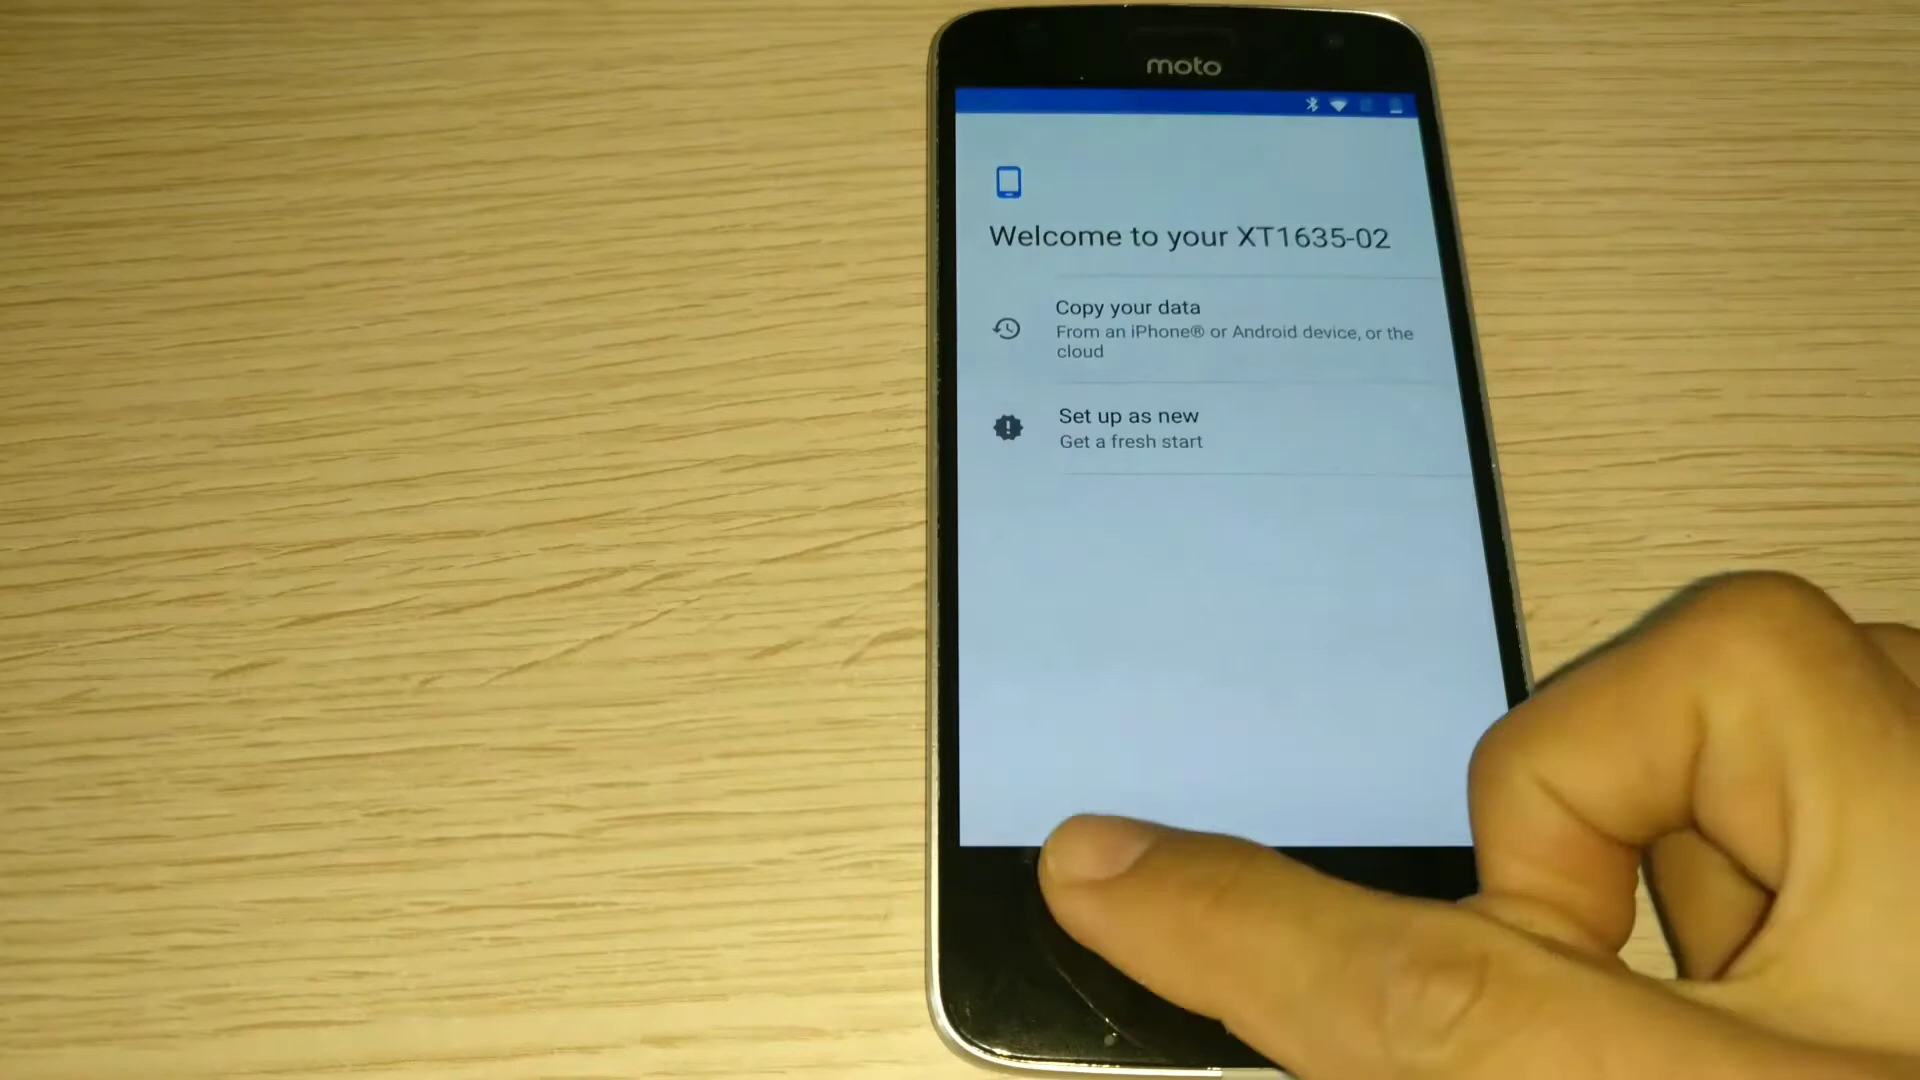 moto
Welcome to your XT1635-02
Copy your data
From an iPhone® or Android device, or the
cloud
Set up as new
Get a fresh start